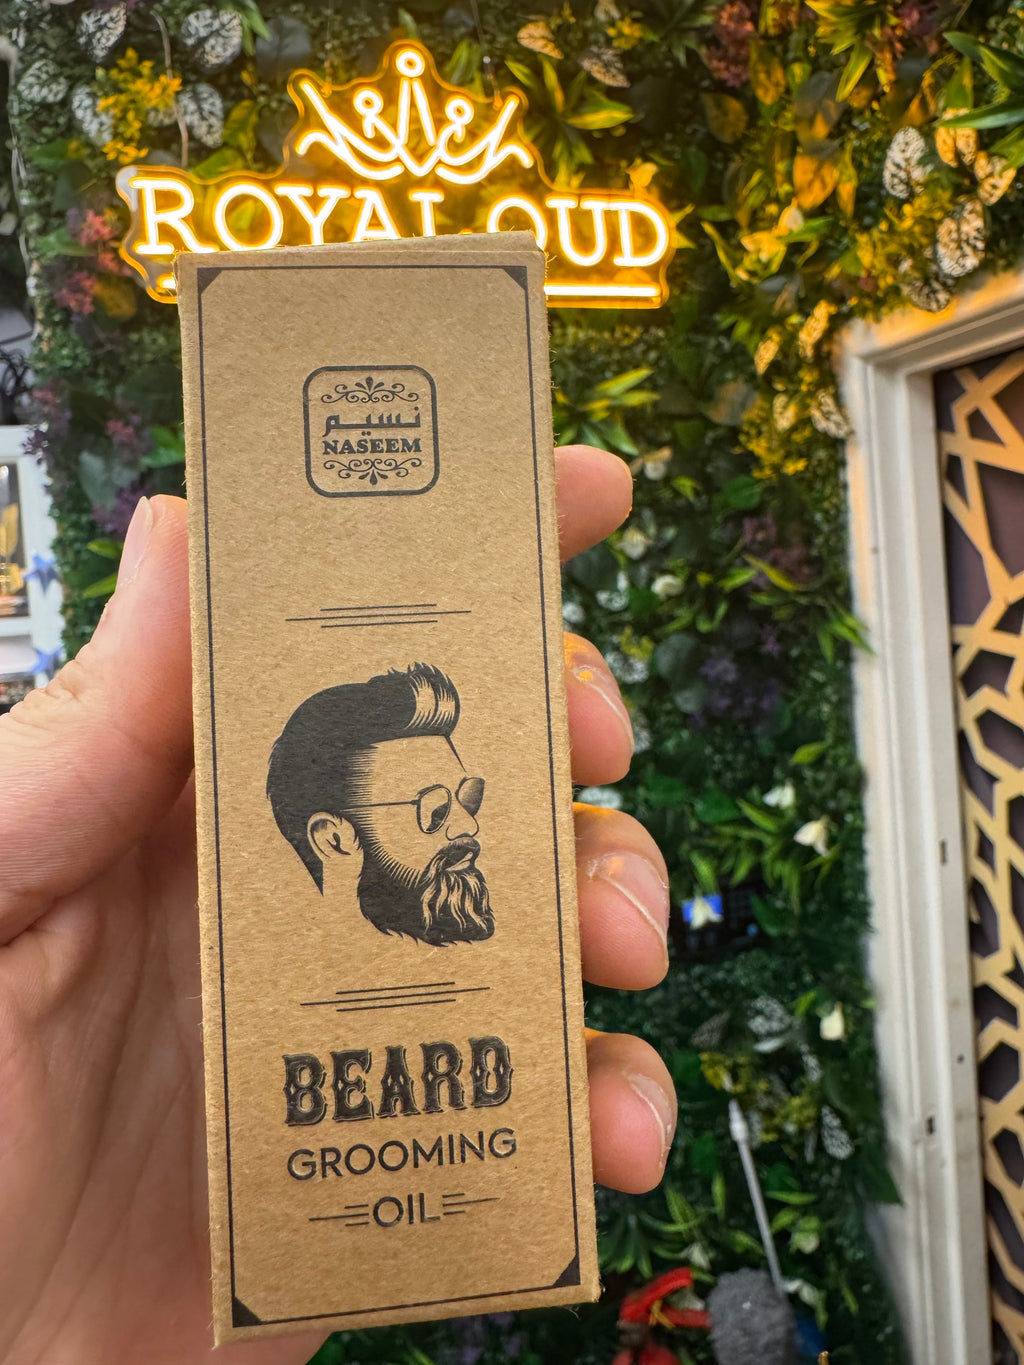 ROYAL OUD
نسيم
NASEEM
BEARD
GROOMING
OIL